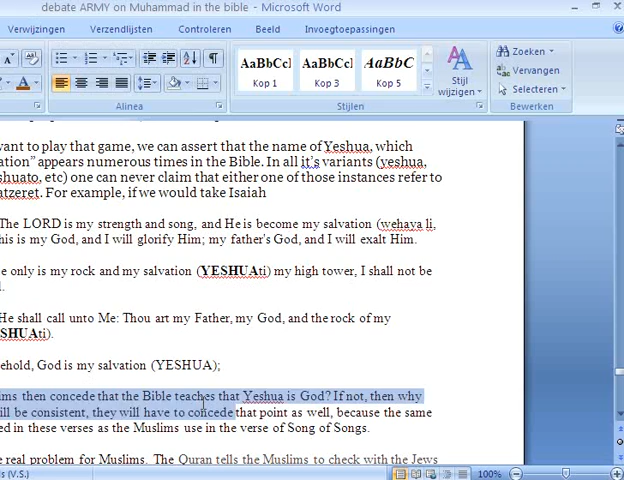 debate ARMY on Muhammad in the bible - Microsoft Word
Verwijzingen Verzendlijsten Controleren Beeld Invoegtoepassingen
AaBbCcI AaBbCcl AaBbCc
Kop 1 Kop 3 Kop 5
Stijl wijzigen
Zoeken
Vervangen
Selecteren
Alinea Stijlen Bewerken
want to play that game, we can assert that the name of Yeshua, which
ation” appears numerous times in the Bible. In all it’s variants (yeshua,
shuato, etc) one can never claim that either one of those instances refer to
atzeret. For example, if we would take Isaiah
The LORD is my strength and song, and He is become my salvation (wehaya li,
his is my God, and I will glorify Him; my father's God, and I will exalt Him.
e only is my rock and my salvation (YESHUAti) my high tower, I shall not be
l.
He shall call unto Me: Thou art my Father, my God, and the rock of my
SHUAti).
ehold, God is my salvation (YESHUA);
ims then concede that the Bible teaches that Yeshua is God? If not, then why
ill be consistent, they will have to concede that point as well, because the same
ed in these verses as the Muslims use in the verse of Song of Songs.
e real problem for Muslims. The Quran tells the Muslims to check with the Jews
s (V.S.) 100%